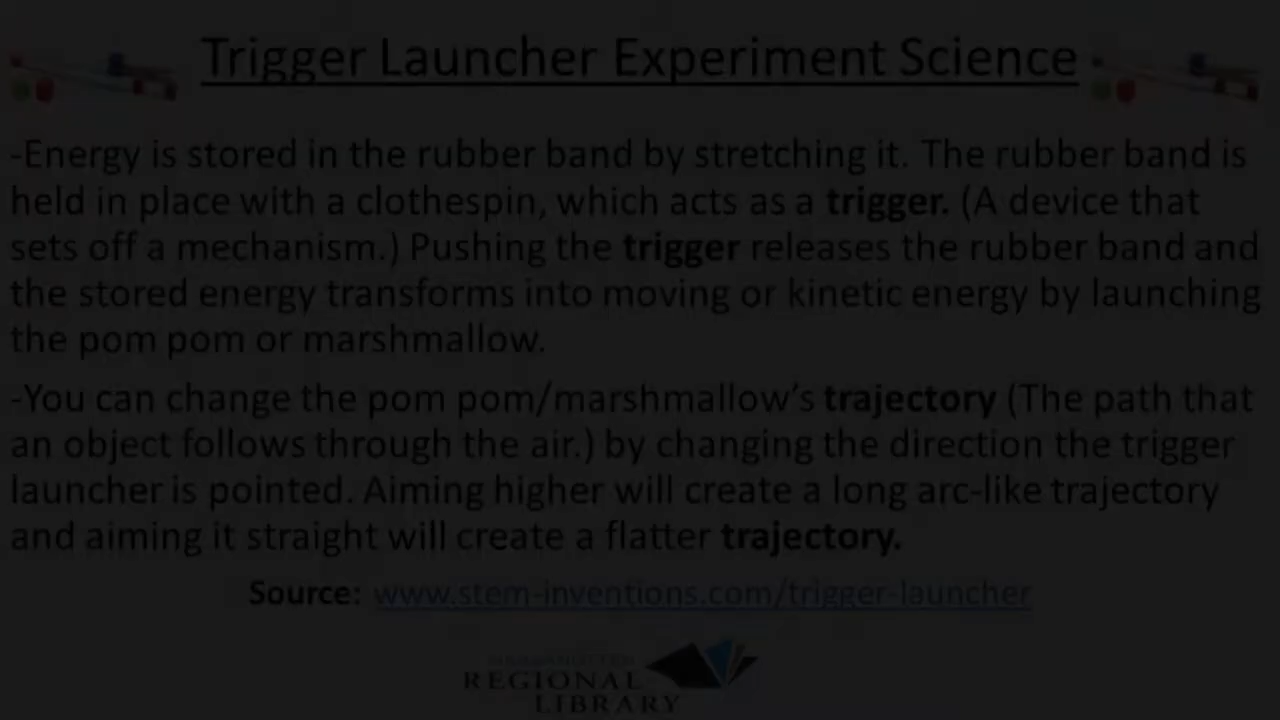 Trigger Launcher Experiment Science
-Energy is stored in the rubber band by stretching it. The rubber band is
held in place with a clothespin, which acts as a trigger. (A device that
sets off a mechanism.) Pushing the trigger releases the rubber band and
the stored energy transforms into moving or kinetic energy by launching
the pom pom or marshmallow.
-You can change the pom pom/marshmallow’s trajectory (The path that
an object follows through the air.) by changing the direction the trigger
launcher is pointed. Aiming higher will create a long arc-like trajectory
and aiming it straight will create a flatter trajectory.
Source: www.stem-inventions.com/trigger-launcher
REGIONAL
LIBRARY